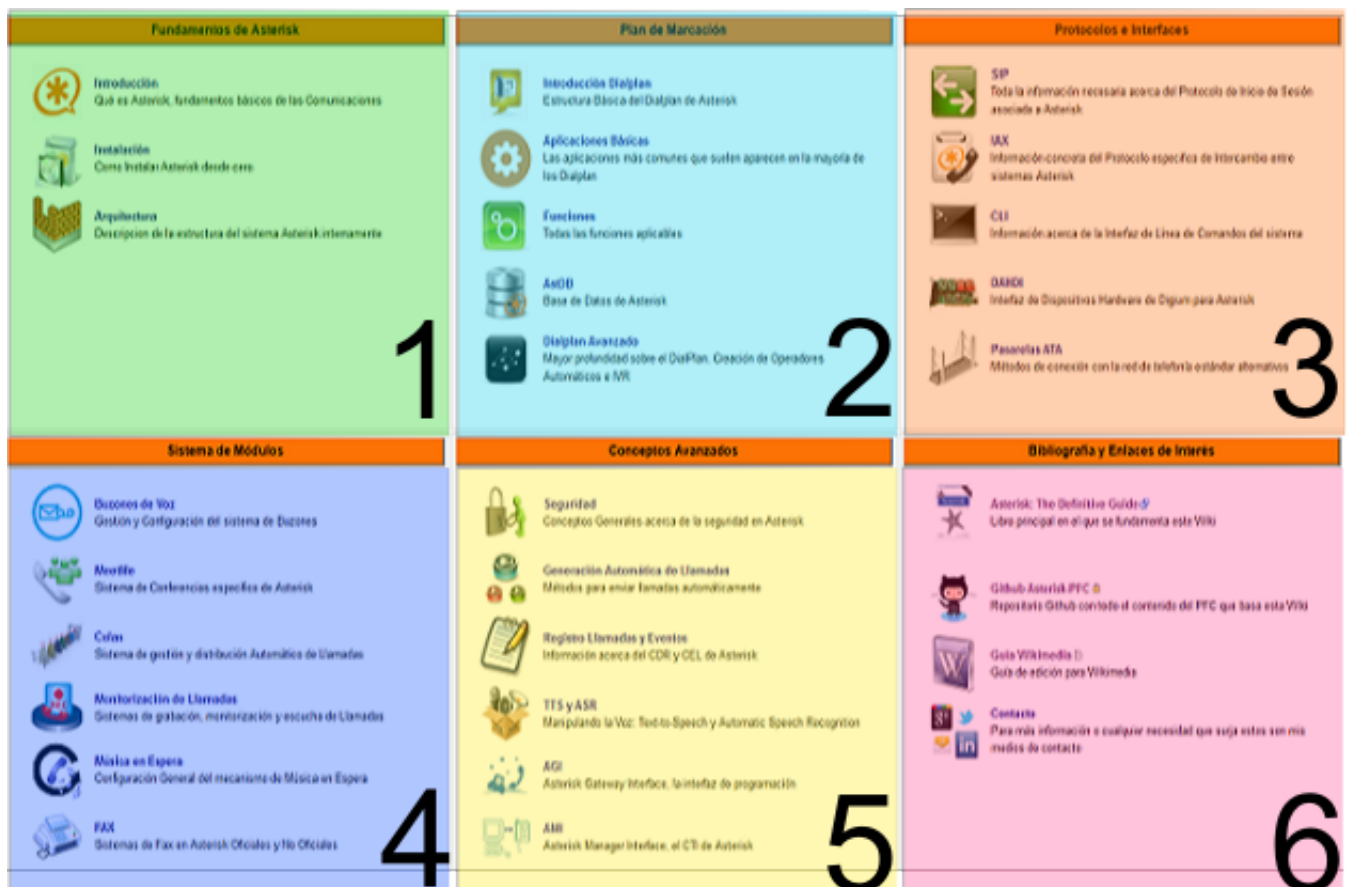 Fundamentos de Asterisk
Introducción
Qué es Asterisk, fundamentos básicos de las Comunicaciones
Instalación
Como Instalar Asterisk desde cero
Arquitectura
Descripcion de la estructura del sistema Asterisk internamente
1
Plan de Marcación
Introducción Dialplan
Estructura Básica del Dialplan de Asterisk
Aplicaciones Básicas
Las aplicaciones más comunes que suelen aparecen en la mayoría de
los Dialplan
Funciones
Todas las funciones aplicables
AstDB
Base de Datos de Asterisk
Dialplan Avanzado
Mayor profundidad sobre el DialPlan. Creación de Operadores
Automáticos e IVR
2
Protocolos e Interfaces
SIP
Toda la información necesaria acerca del Protocolo de Inicio de Sesión
asociado a Asterisk
IAX
Información concreta del Protocolo especifico de Intercambio entre
sistemas Asterisk
CLI
Información acerca de la Interfaz de Linea de Comandos del sistema
DAHDI
Interfaz de Dispositivos Hardware de Digium para Asterisk
Pasarelas ATA
Métodos de conexión con la red de telefonía estándar alternativos
3
Sistema de Módulos
Buzones de Voz
Gestión y Configuración del sistema de Buzones
MeetMe
Sistema de Conferencias especifico de Asterisk
Colas
Sistema de gestión y distribución Automático de Llamadas
Monitorización de Llamadas
Sistemas de grabación, monitorización y escucha de Llamadas
Música en Espera
Configuración General del mecanismo de Música en Espera
FAX
Sistemas de Fax en Asterisk Oficiales y No Oficiales
4
Conceptos Avanzados
Seguridad
Conceptos Generales acerca de la seguridad en Asterisk
Generación Automática de Llamadas
Métodos para enviar llamadas automáticamente
Registro Llamadas y Eventos
Información acerca del CDR y CEL de Asterisk
TTS y ASR
Manipulando la Voz: Text-to-Speech y Automatic Speech Recognition
AGI
Asterisk Gateway Interface, la interfaz de programación
AMI
Asterisk Manager Interface, el CTI de Asterisk
5
Bibliografía y Enlaces de Interés
Asterisk: The Definitive Guide
Libro principal en el que se fundamenta este Wiki
Github Asterisk PFC
Repositorio Github con todo el contenido del PFC que basa esta Wiki
Guía Wikimedia
Guía de edición para Wikimedia
Contacto
Para más información o cualquier necesidad que surja estos son mis
medios de contacto
6